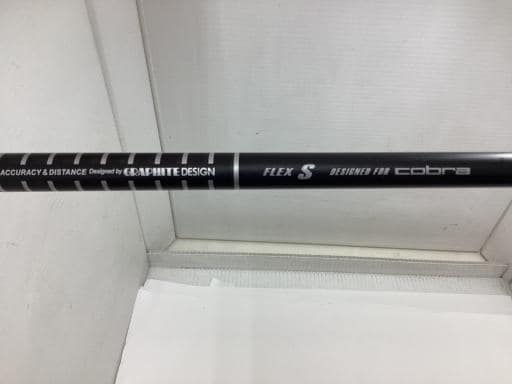 ACCURACY & DISTANCE Designed by GRAPHITE DESIGN FLEX S DESIGNED FOR cobra